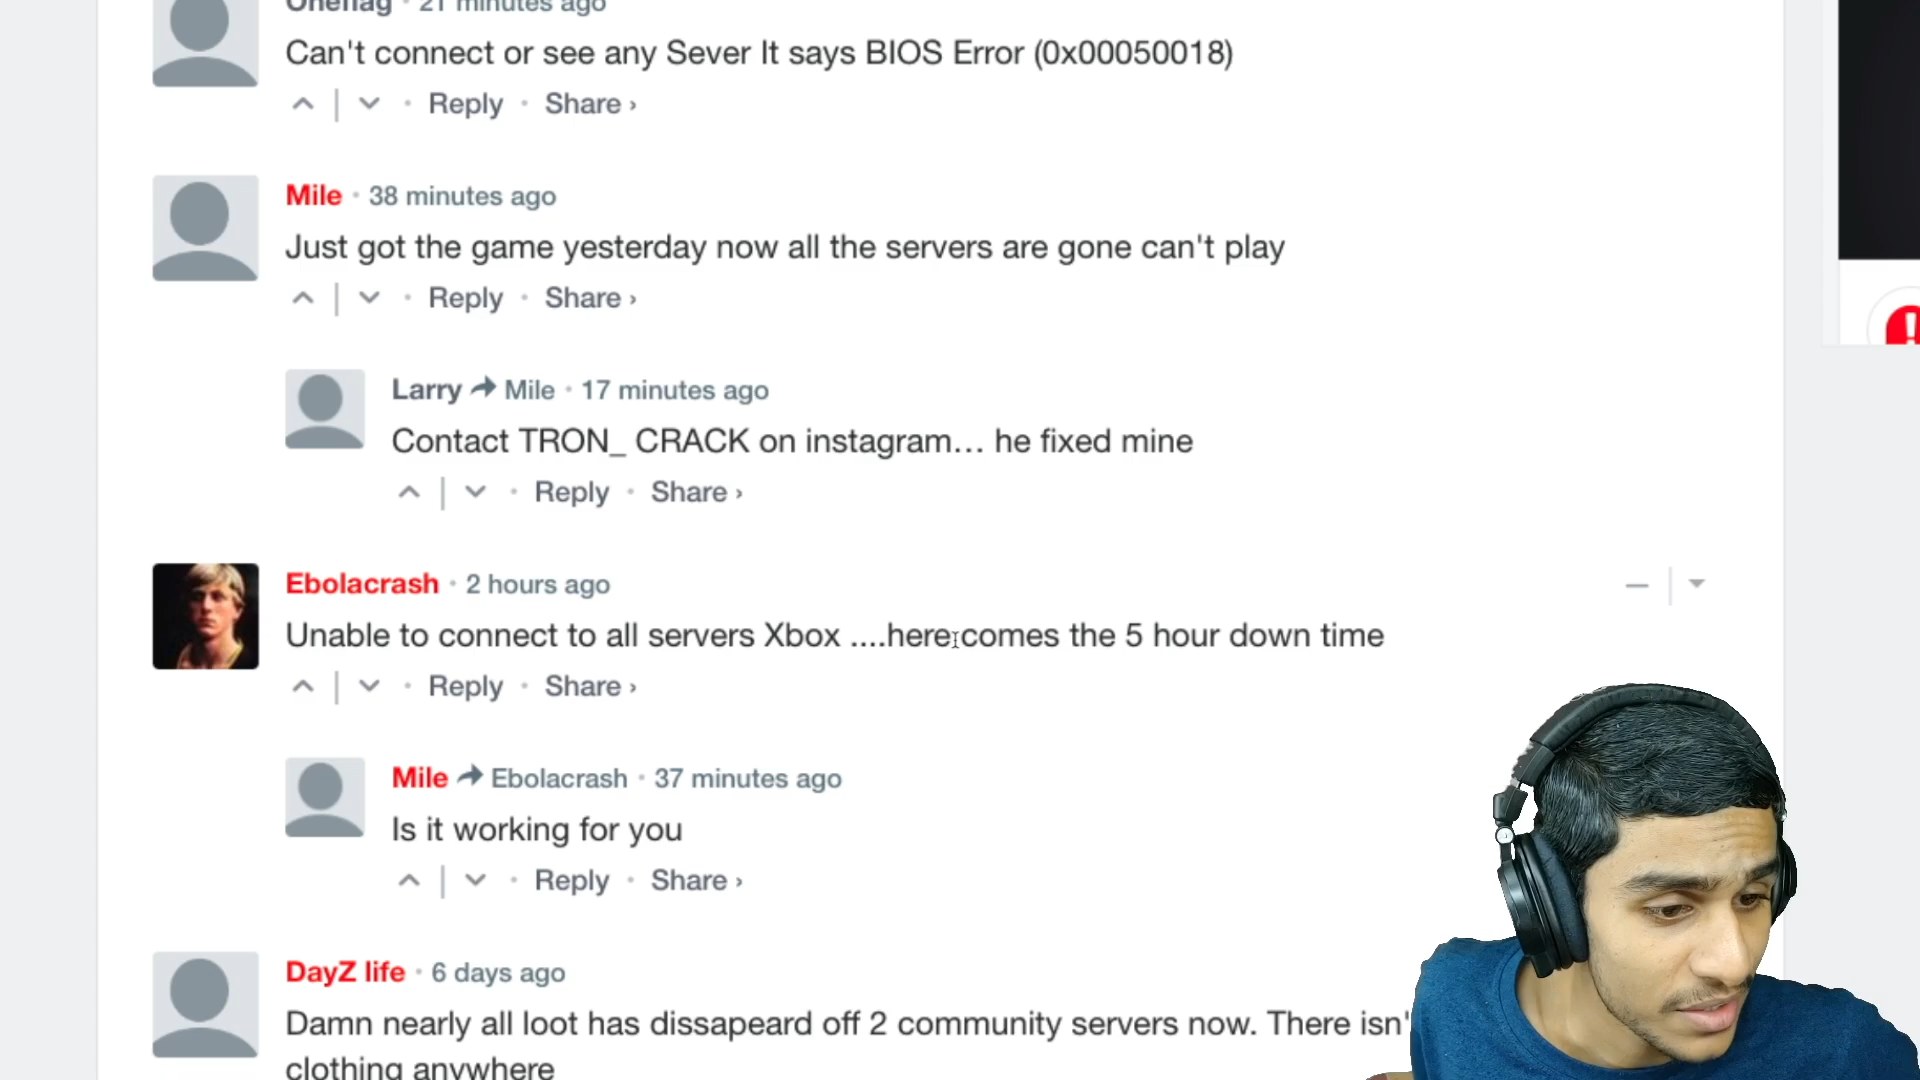 Oneflag • 21 minutes ago
Can't connect or see any Sever It says BIOS Error (0x00050018)
Reply • Share ›
Mile • 38 minutes ago
Just got the game yesterday now all the servers are gone can't play
Reply • Share ›
Larry Mile • 17 minutes ago
Contact TRON_ CRACK on instagram... he fixed mine
Reply • Share ›
Ebolacrash • 2 hours ago
Unable to connect to all servers Xbox ....here comes the 5 hour down time
Reply • Share ›
Mile Ebolacrash • 37 minutes ago
Is it working for you
Reply • Share ›
DayZ life • 6 days ago
Damn nearly all loot has dissapeard off 2 community servers now. There isn'
clothing anywhere